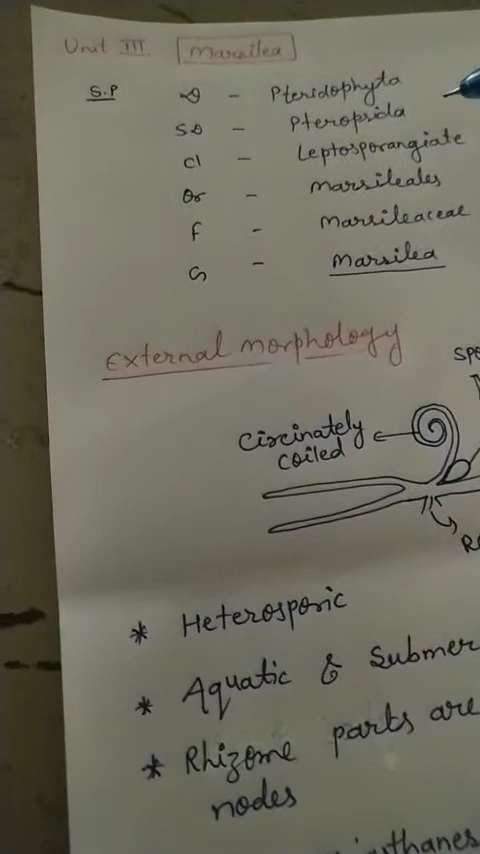 Unit III. Marsilea
S.P D - Pteridophyta
SD - Pteropsida
Cl - Leptosporangiate
Or - Marsileales
F - Marsileaceae
G - Marsilea
External morphology
Circinately
coiled
* Heterosporic
* Aquatic & Submer
* Rhizome parts are
nodes